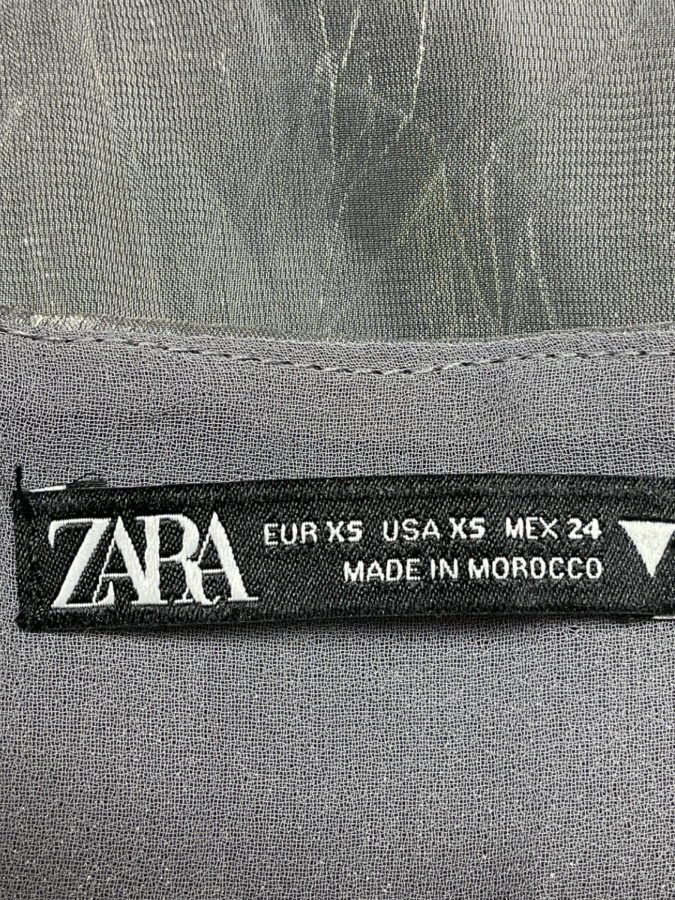 ZARA
EUR XS USA XS MEX 24
MADE IN MOROCCO